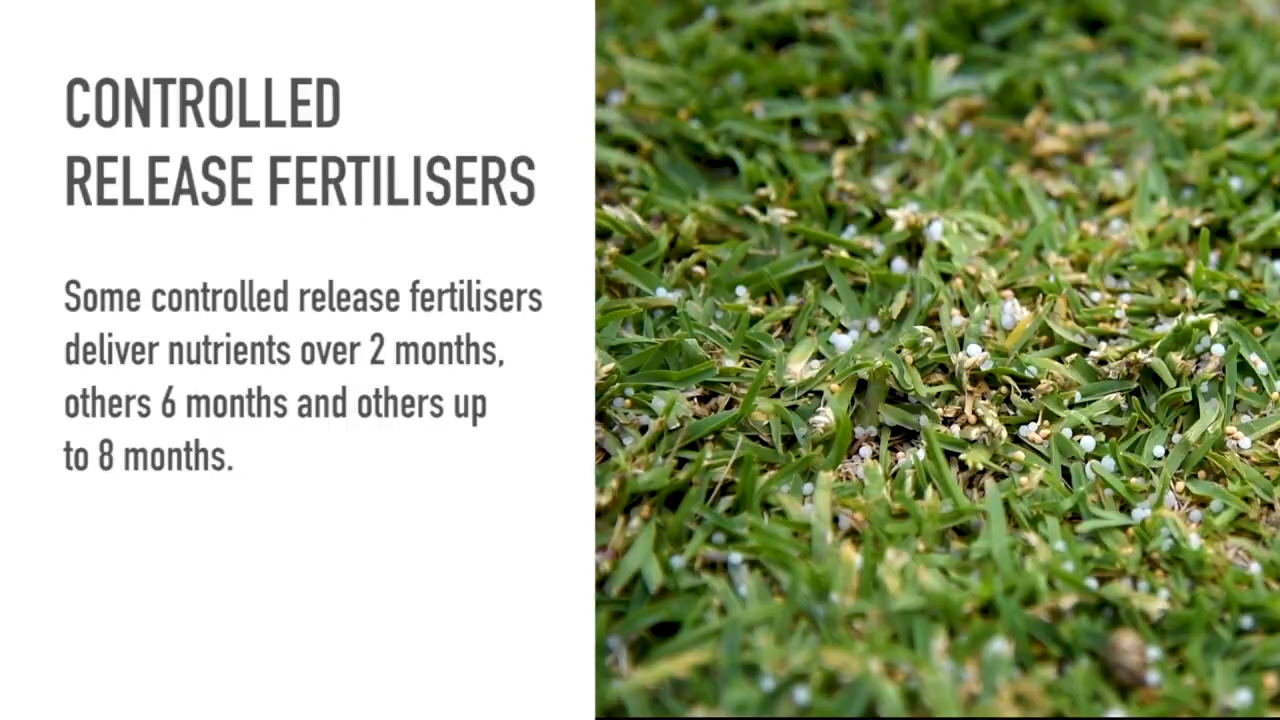 CONTROLLED
RELEASE FERTILISERS
Some controlled release fertilisers
deliver nutrients over 2 months,
others 6 months and others up
to 8 months.